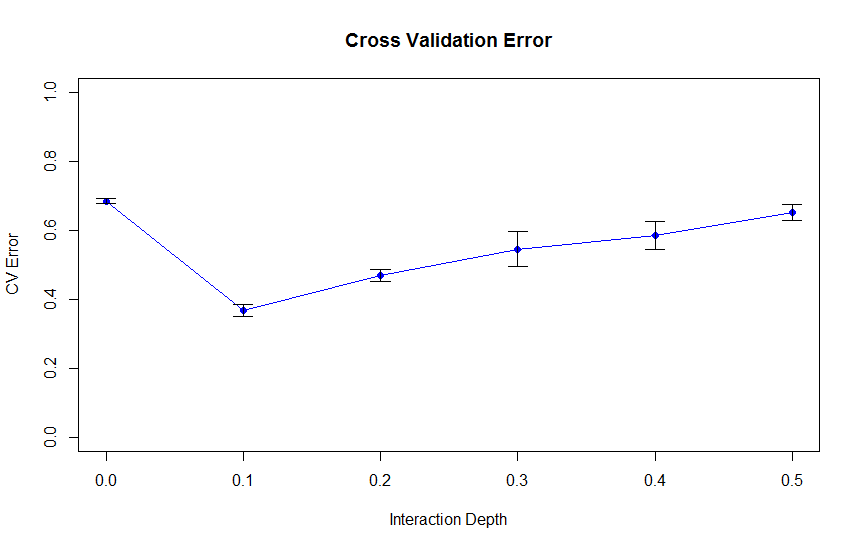 Cross Validation Error
1.0
0.8
0.6
0.4
0.2
0.0
CV Error
0.0 0.1 0.2 0.3 0.4 0.5
Interaction Depth